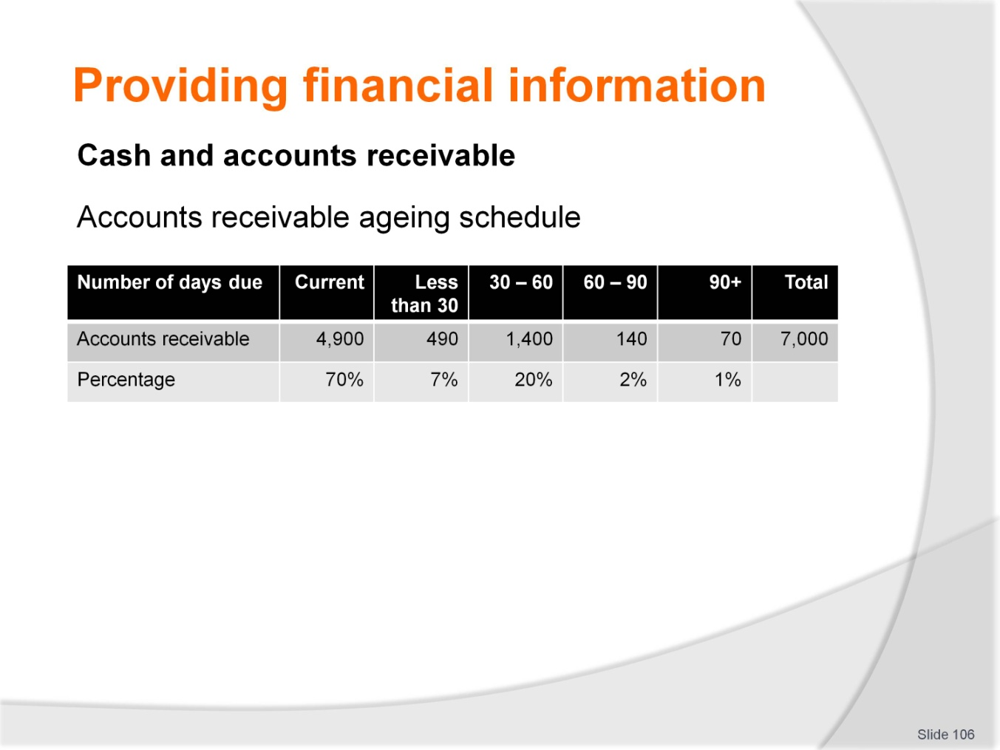 Providing financial information
Cash and accounts receivable
Accounts receivable ageing schedule
Number of days due Current Less than 30 30 – 60 60 – 90 90+ Total
Accounts receivable 4,900 490 1,400 140 70 7,000
Percentage 70% 7% 20% 2% 1%
Slide 106